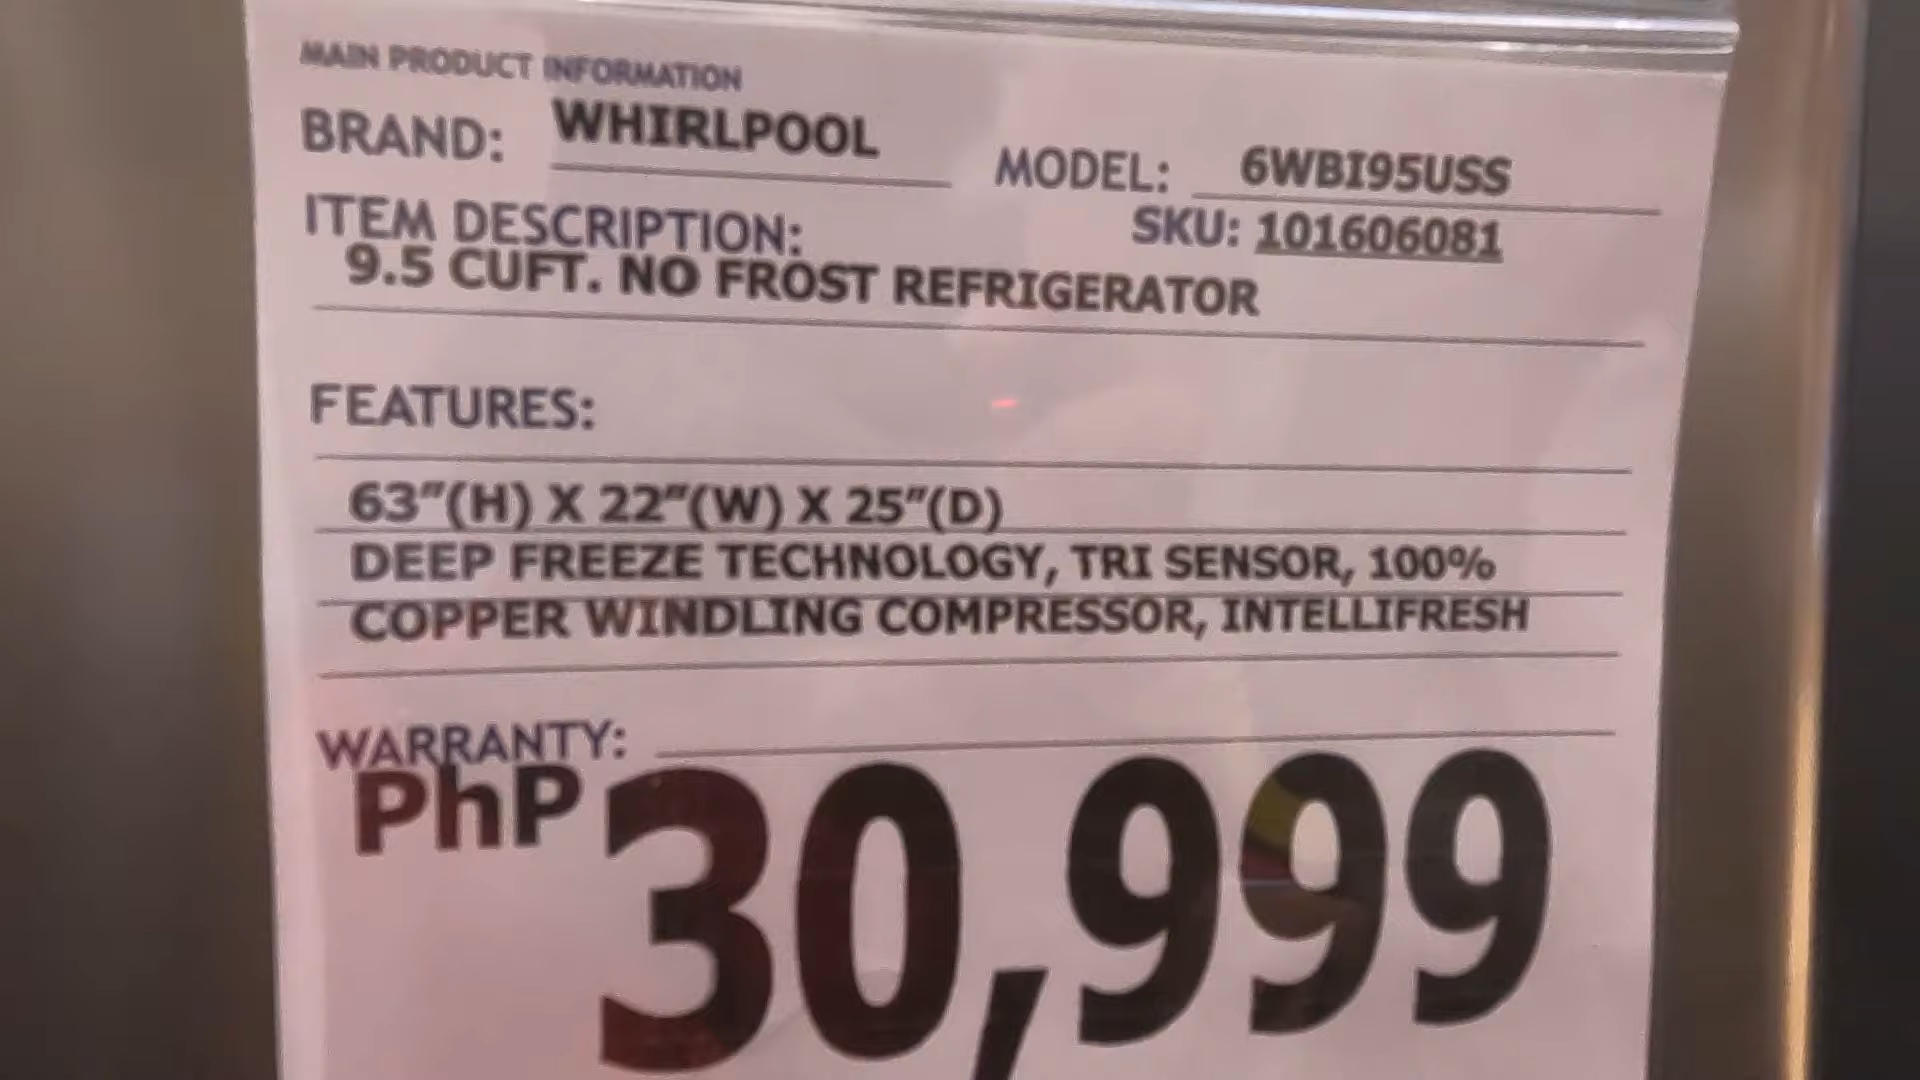 MAIN PRODUCT INFORMATION
BRAND: WHIRLPOOL MODEL: 6WBI95USS
ITEM DESCRIPTION: SKU: 101606081
9.5 CUFT. NO FROST REFRIGERATOR
FEATURES:
63"(H) X 22"(W) X 25"(D)
DEEP FREEZE TECHNOLOGY, TRI SENSOR, 100%
COPPER WINDLING COMPRESSOR, INTELLIFRESH
WARRANTY:
PhP 30,999